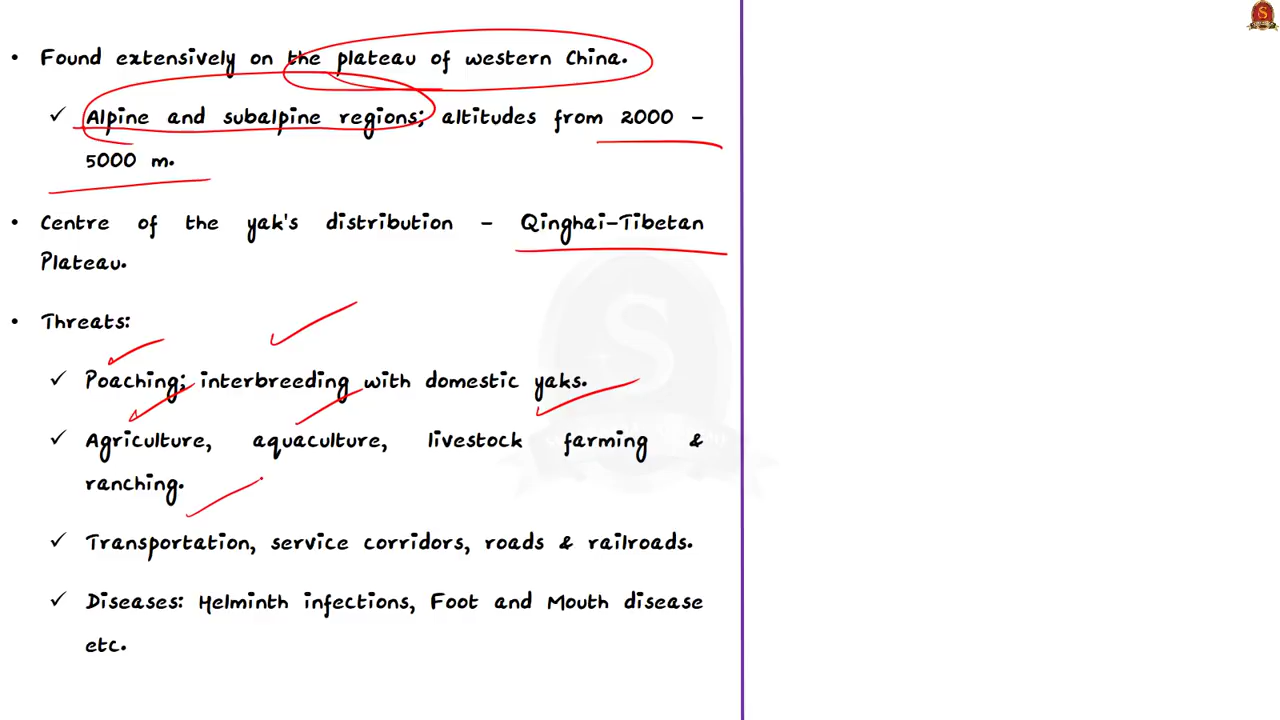 • Found extensively on the plateau of western China.
✓ Alpine and subalpine regions; altitudes from 2000 –
5000 m.
• Centre of the yak's distribution – Qinghai-Tibetan
Plateau.
• Threats:
✓ Poaching; interbreeding with domestic yaks.
✓ Agriculture, aquaculture, livestock farming &
ranching.
✓ Transportation, service corridors, roads & railroads.
✓ Diseases: Helminth infections, Foot and Mouth disease
etc.
S